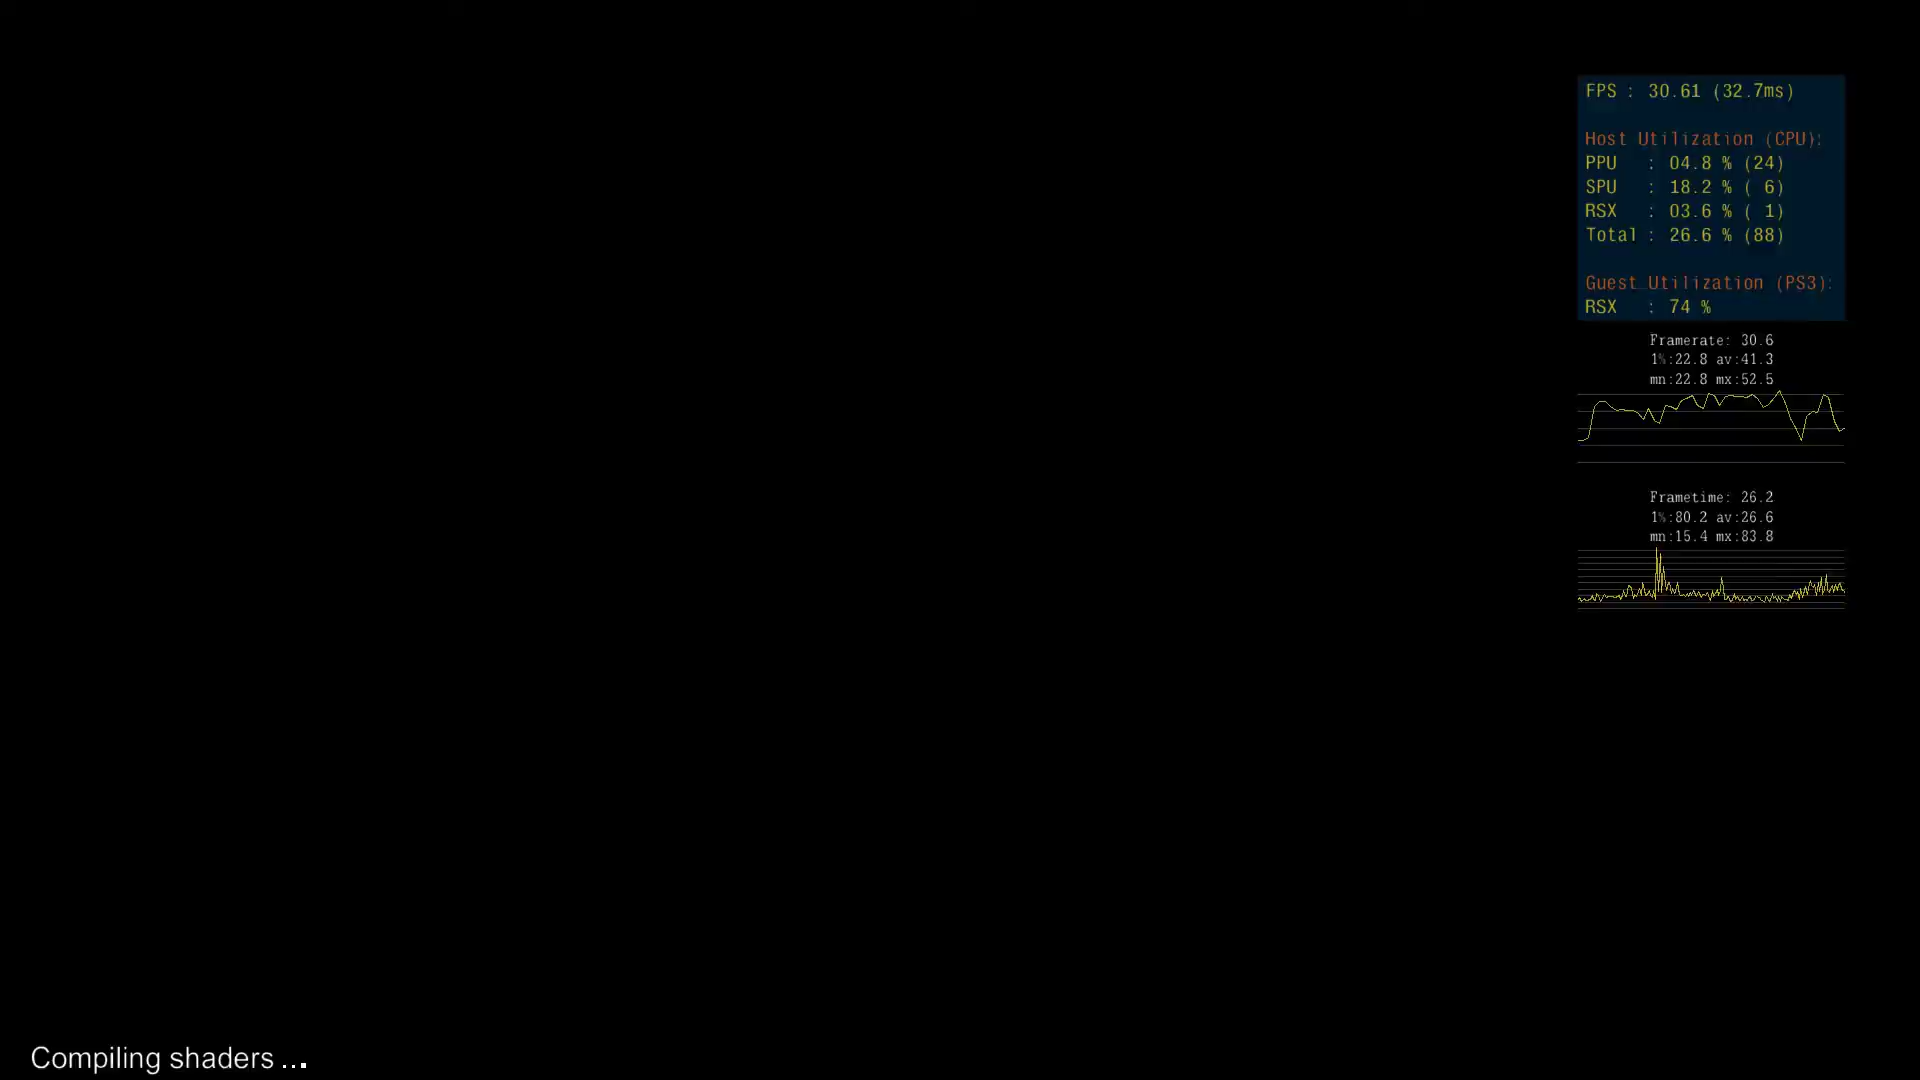 FPS : 30.61 (32.7ms)
Host Utilization (CPU):
PPU : 04.8 % (24)
SPU : 18.2 % ( 6)
RSX : 03.6 % ( 1)
Total : 26.6 % (88)
Guest Utilization (PS3):
RSX : 74 %
Framerate: 30.6
1%:22.8 av:41.3
mn:22.8 mx:52.5
Frametime: 26.2
1%:80.2 av:26.6
mn:15.4 mx:83.8
Compiling shaders ...